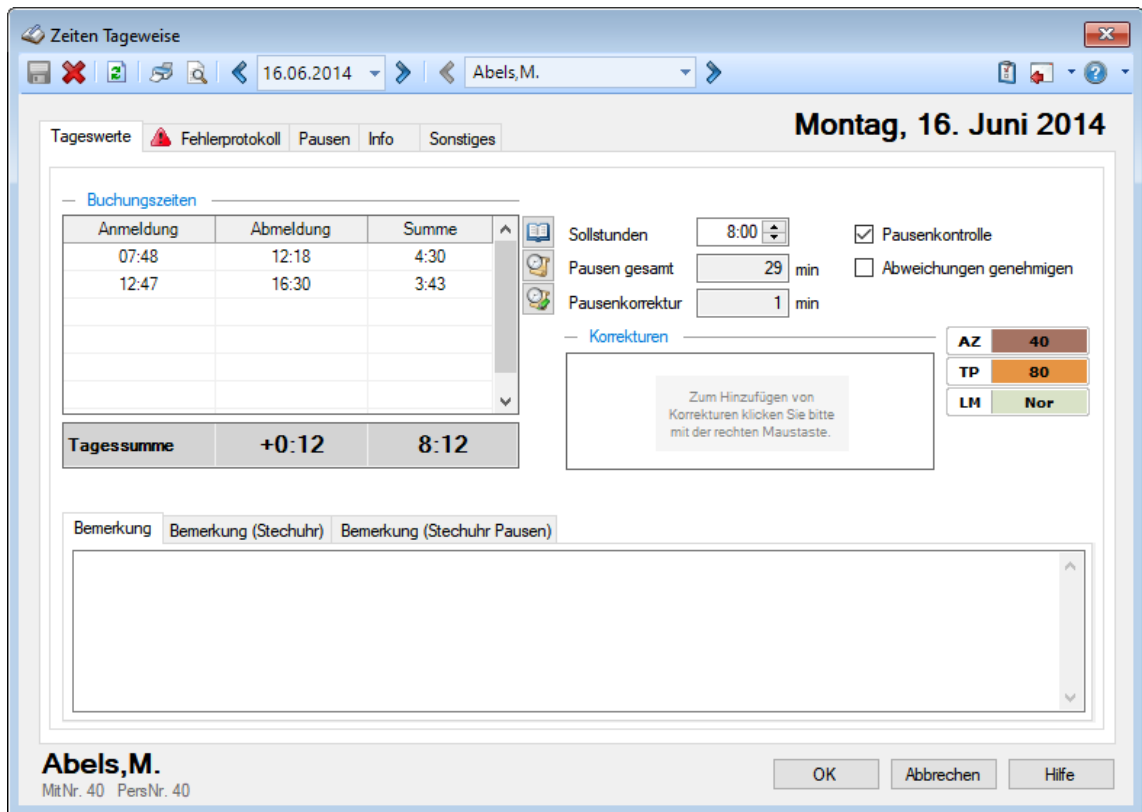 Zeiten Tageweise
16.06.2014 Abels,M.
Montag, 16. Juni 2014
Tageswerte Fehlerprotokoll Pausen Info Sonstiges
Buchungszeiten
Anmeldung Abmeldung Summe
07:48 12:18 4:30
12:47 16:30 3:43
Tagessumme +0:12 8:12
Sollstunden 8:00
Pausen gesamt 29 min
Pausenkorrektur 1 min
Pausenkontrolle
Abweichungen genehmigen
Korrekturen
Zum Hinzufügen von
Korrekturen klicken Sie bitte
mit der rechten Maustaste.
AZ 40
TP 80
LM Nor
Bemerkung Bemerkung (Stechuhr) Bemerkung (Stechuhr Pausen)
Abels,M.
MitNr. 40 PersNr. 40
OK Abbrechen Hilfe